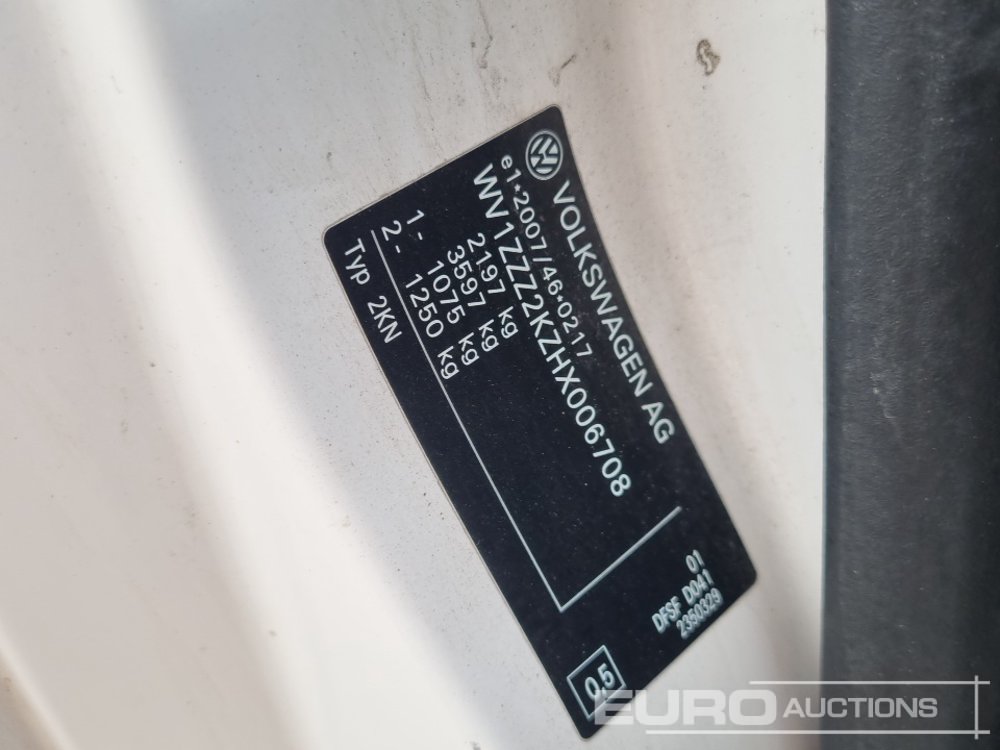 VOLKSWAGEN AG
e1*2007/46*0217
WV1ZZZ2KZHX006708
2197 kg
3597 kg
1- 1075 kg
2- 1250 kg
Typ 2KN
01
DFSF D041
2350329
0,5
EURO AUCTIONS